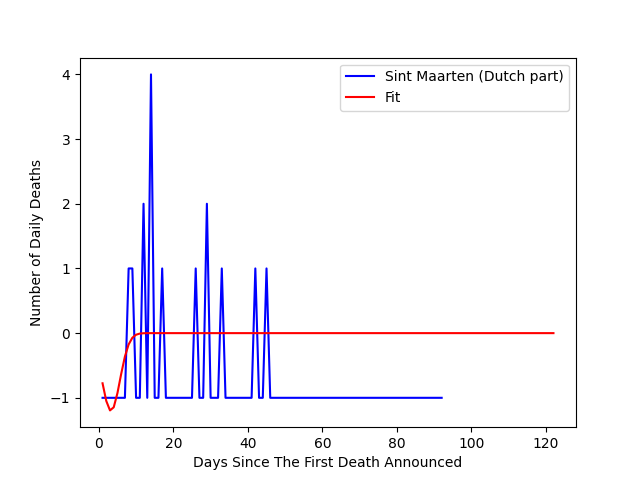 Sint Maarten (Dutch part)
Fit
4
3
2
1
0
−1
Number of Daily Deaths
0 20 40 60 80 100 120
Days Since The First Death Announced